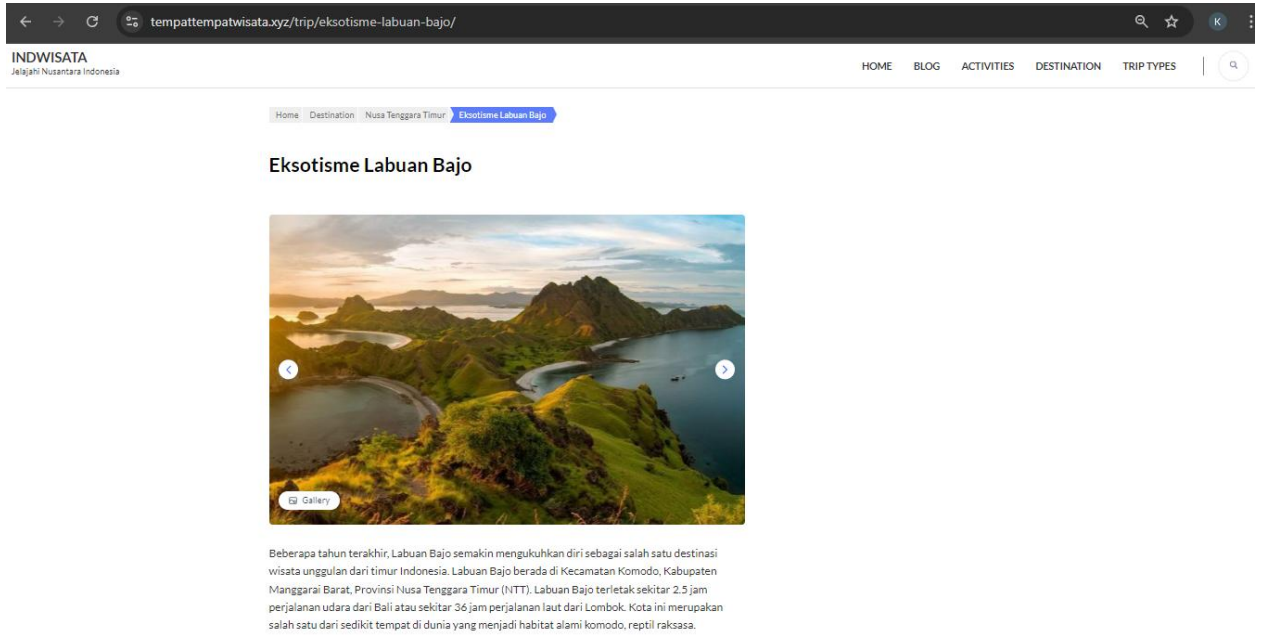 tempattempatwisata.xyz/trip/eksotisme-labuan-bajo/
K
INDWISATA
Jelajahi Nusantara Indonesia
HOME BLOG ACTIVITIES DESTINATION TRIP TYPES
Home Destination Nusa Tenggara Timur Eksotisme Labuan Bajo
Eksotisme Labuan Bajo
Gallery
Beberapa tahun terakhir, Labuan Bajo semakin mengukuhkan diri sebagai salah satu destinasi
wisata unggulan dari timur Indonesia. Labuan Bajo berada di Kecamatan Komodo, Kabupaten
Manggarai Barat, Provinsi Nusa Tenggara Timur (NTT). Labuan Bajo terletak sekitar 2.5 jam
perjalanan udara dari Bali atau sekitar 36 jam perjalanan laut dari Lombok. Kota ini merupakan
salah satu dari sedikit tempat di dunia yang menjadi habitat alami komodo, reptil raksasa.